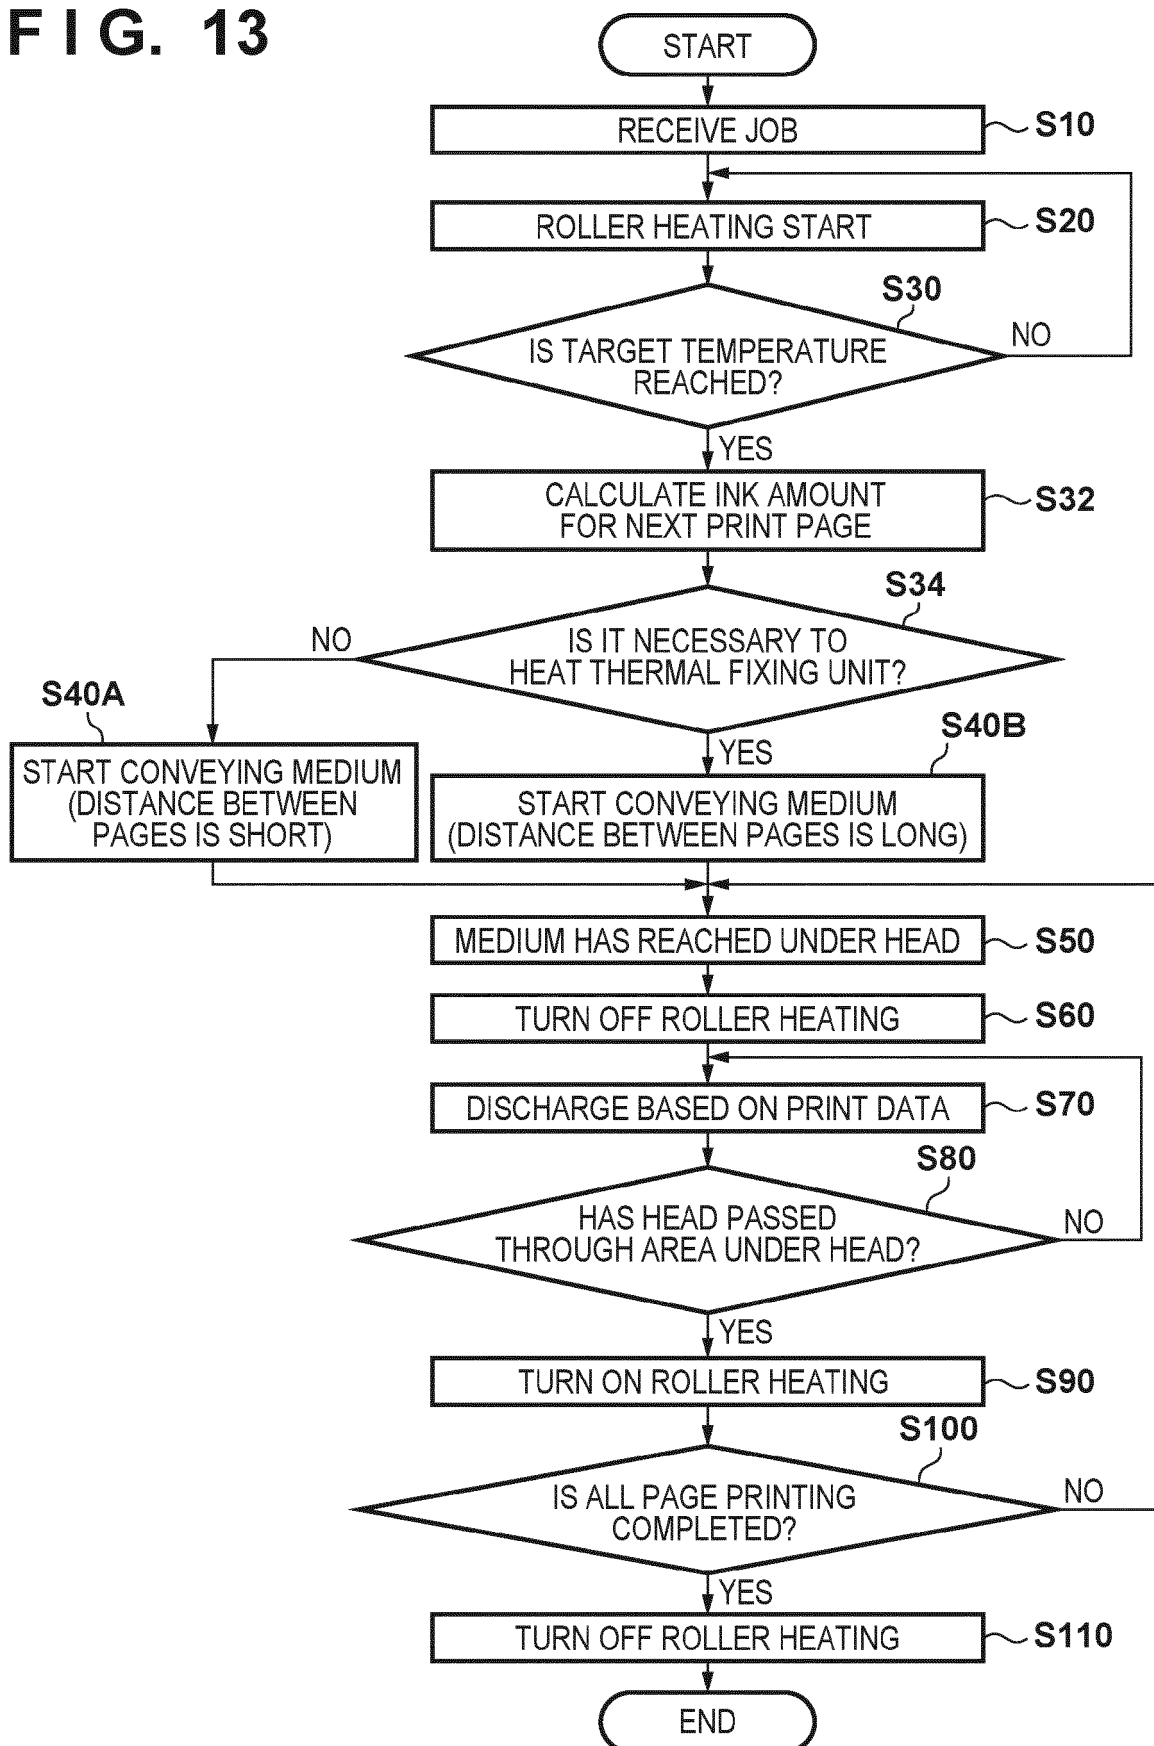 FIG. 13
START
RECEIVE JOB
S10
ROLLER HEATING START
S20
S30
IS TARGET TEMPERATURE
REACHED?
NO
YES
CALCULATE INK AMOUNT
FOR NEXT PRINT PAGE
S32
S34
IS IT NECESSARY TO
HEAT THERMAL FIXING UNIT?
NO
YES
S40A
START CONVEYING MEDIUM
(DISTANCE BETWEEN
PAGES IS SHORT)
S40B
START CONVEYING MEDIUM
(DISTANCE BETWEEN PAGES IS LONG)
MEDIUM HAS REACHED UNDER HEAD
S50
TURN OFF ROLLER HEATING
S60
DISCHARGE BASED ON PRINT DATA
S70
S80
HAS HEAD PASSED
THROUGH AREA UNDER HEAD?
NO
YES
TURN ON ROLLER HEATING
S90
S100
IS ALL PAGE PRINTING
COMPLETED?
NO
YES
TURN OFF ROLLER HEATING
S110
END